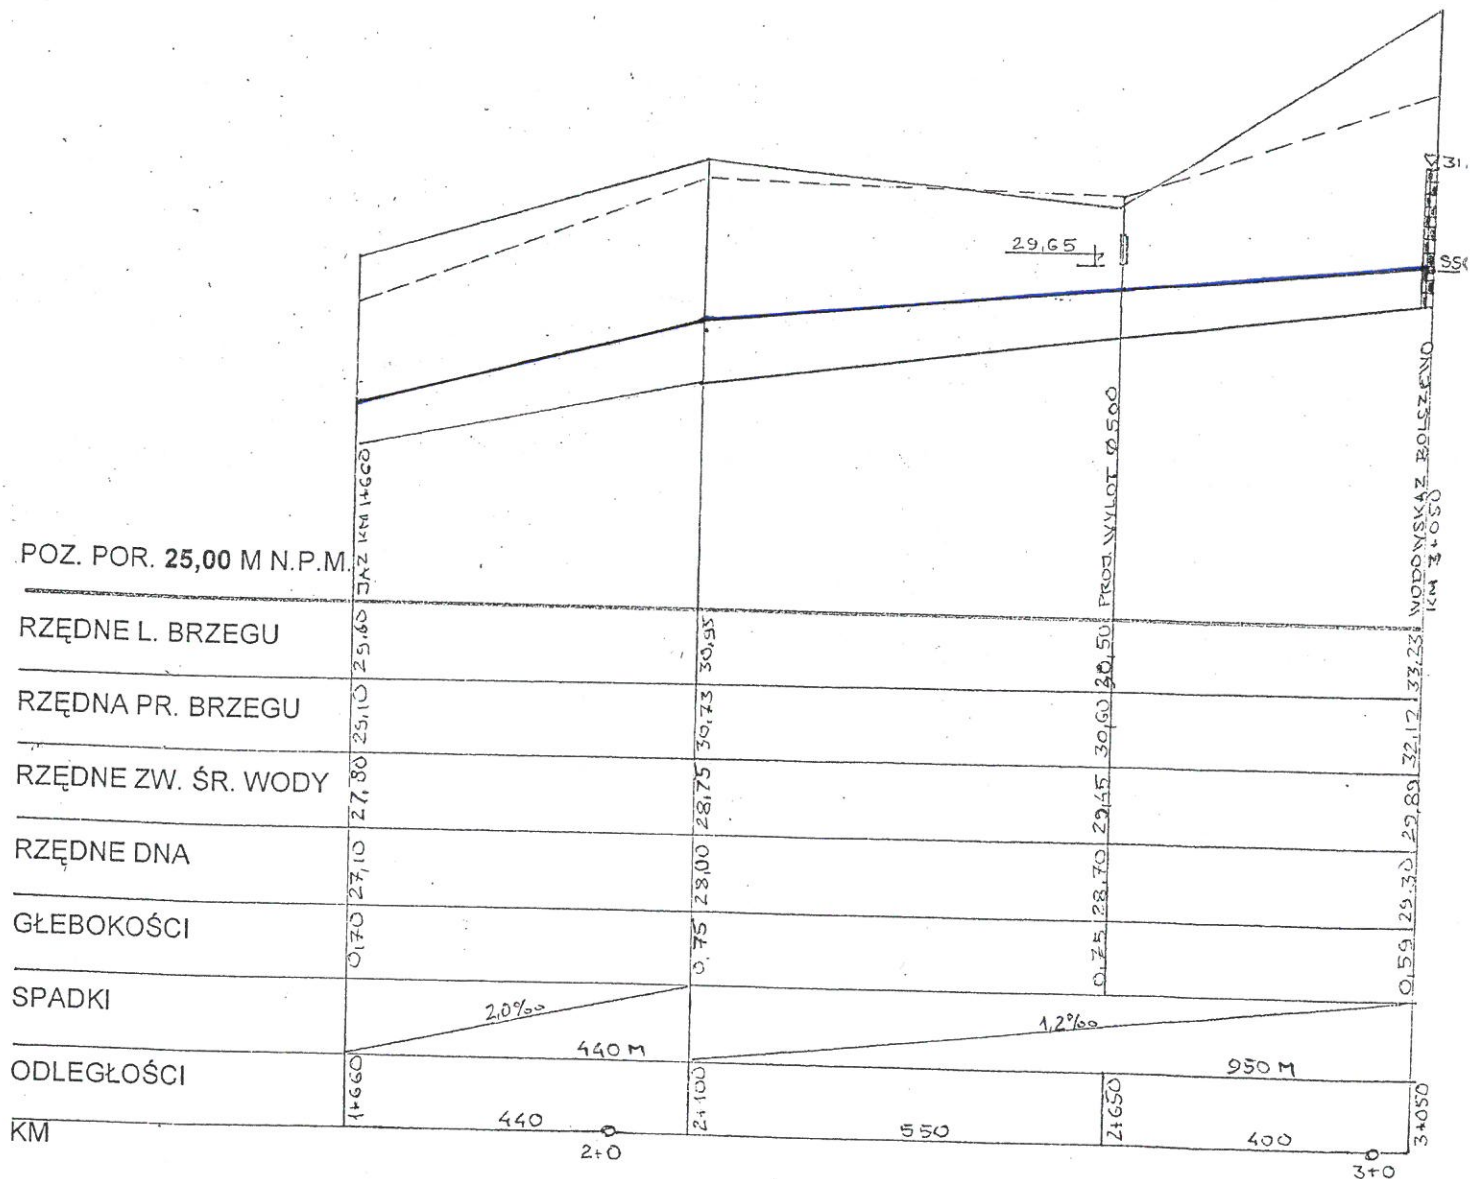 31,
29,65
JAZ KM 1+660
PROJ. WYLOT Ø 500
WODOWSKAZ BOLSZEWO
KM 3+050
POZ. POR. 25,00 M N.P.M.
RZĘDNE L. BRZEGU 29,60 30,95 30,50 33,23
RZĘDNA PR. BRZEGU 29,10 30,73 30,60 32,12
RZĘDNE ZW. ŚR. WODY 27,80 28,75 29,45 29,89
RZĘDNE DNA 27,10 28,00 28,70 29.30
GŁEBOKOŚCI 0,70 0,75 0,75 0,59
SPADKI 2,0‰ 1,2‰
440 M 950 M
ODLEGŁOŚCI 1+660 2+100 2+650 3+050
440 550 400
KM
2+0 3+0